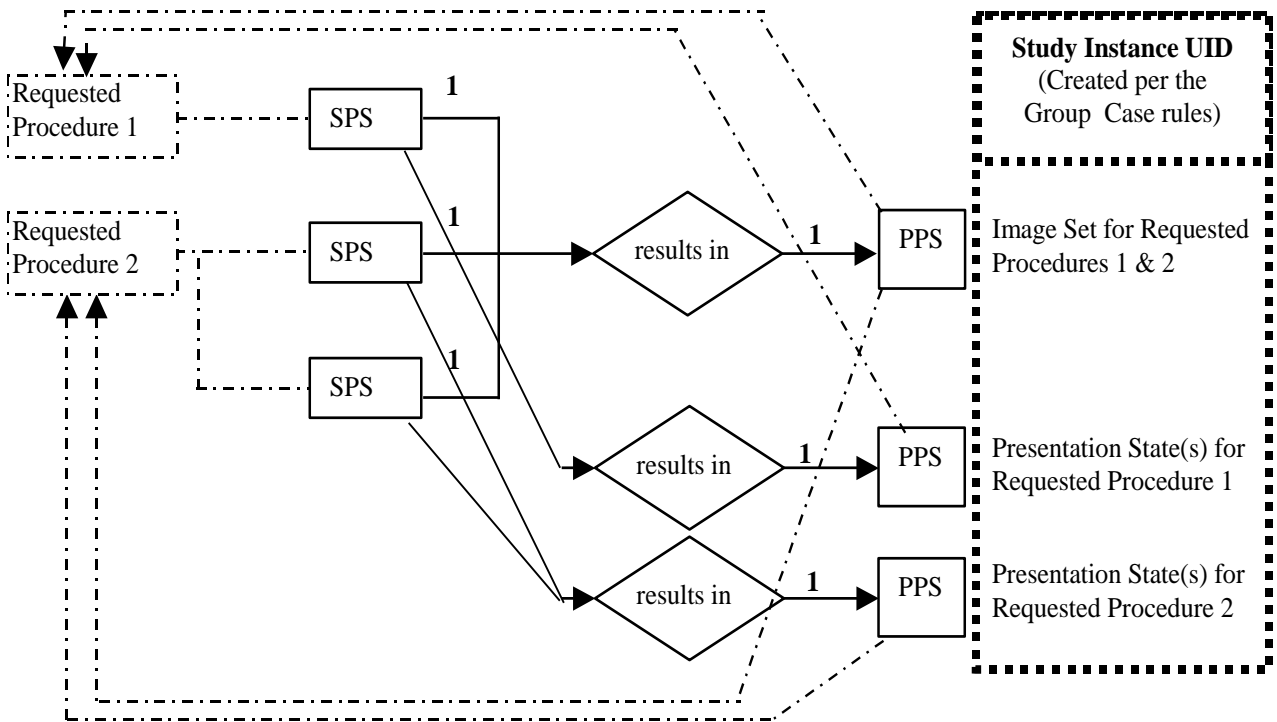 Requested
Procedure 1
SPS
1
Study Instance UID
(Created per the
Group Case rules)
Requested
Procedure 2
SPS
1
results in
1
PPS
Image Set for Requested
Procedures 1 & 2
SPS
1
results in
1
PPS
Presentation State(s) for
Requested Procedure 1
results in
1
PPS
Presentation State(s) for
Requested Procedure 2